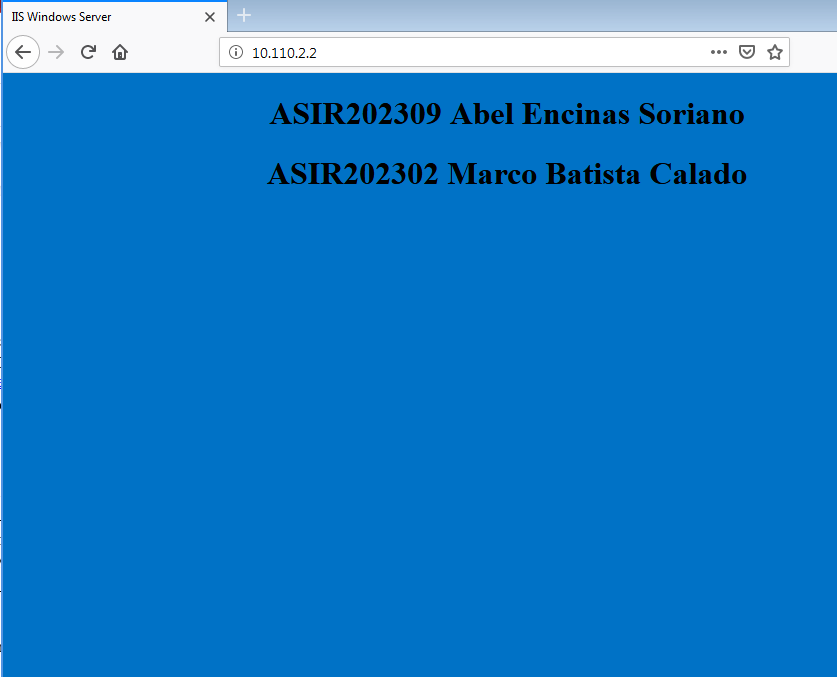 IIS Windows Server
10.110.2.2
ASIR202309 Abel Encinas Soriano
ASIR202302 Marco Batista Calado